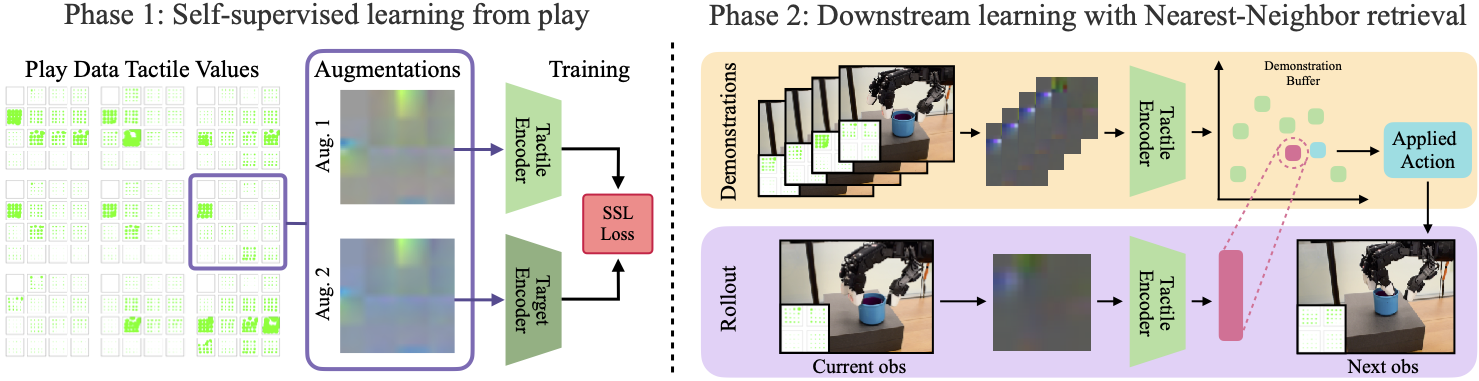 Phase 1: Self-supervised learning from play
Play Data Tactile Values
Augmentations
Training
Aug. 1
Aug. 2
Tactile
Encoder
Target
Encoder
SSL
Loss
Phase 2: Downstream learning with Nearest-Neighbor retrieval
Demonstrations
Tactile
Encoder
Demonstration
Buffer
Applied
Action
Rollout
Current obs
Tactile
Encoder
Next obs